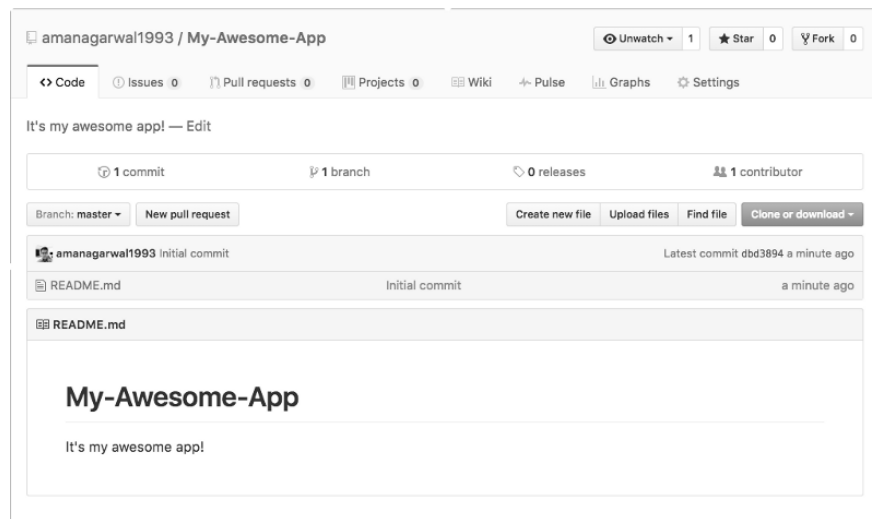 amanagarwal1993 / My-Awesome-App Unwatch 1 Star 0 Fork 0
Code Issues 0 Pull requests 0 Projects 0 Wiki Pulse Graphs Settings
It's my awesome app! — Edit
1 commit 1 branch 0 releases 1 contributor
Branch: master New pull request Create new file Upload files Find file Clone or download
amanagarwal1993 Initial commit Latest commit dbd3894 a minute ago
README.md Initial commit a minute ago
README.md
My-Awesome-App
It's my awesome app!